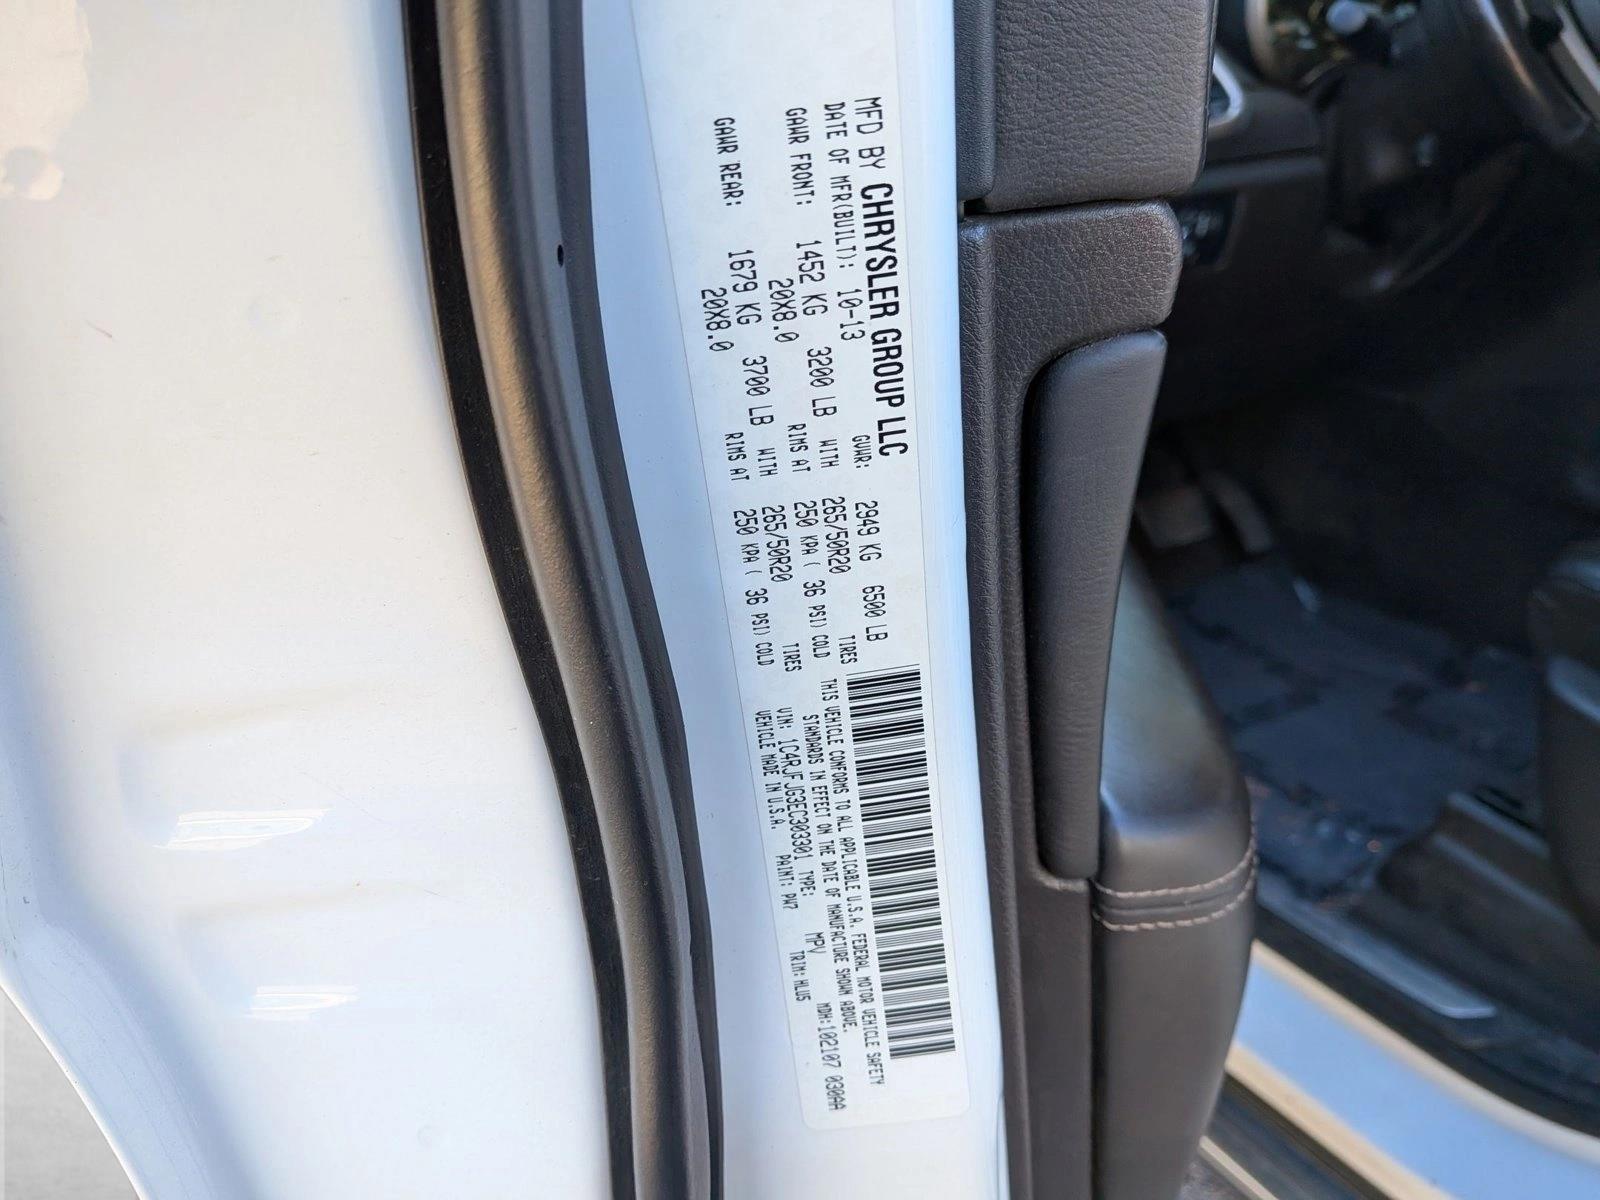 MFD BY CHRYSLER GROUP LLC
DATE OF MFR(BUILT): 10-13 GVWR: 2949 KG 6500 LB
GAWR FRONT: 1452 KG 3200 LB WITH 265/50R20 TIRES
20X8.0 RIMS AT 250 KPA ( 36 PSI) COLD
GAWR REAR: 1679 KG 3700 LB WITH 265/50R20 TIRES
20X8.0 RIMS AT 250 KPA ( 36 PSI) COLD
THIS VEHICLE CONFORMS TO ALL APPLICABLE U.S.A. FEDERAL MOTOR VEHICLE SAFETY
STANDARDS IN EFFECT ON THE DATE OF MANUFACTURE SHOWN ABOVE.
VIN: 1C4RJFJG3EC303301 TYPE: MPV MDH:102107 030AA
VEHICLE MADE IN U.S.A. PAINT: PW7 TRIM: HLU5